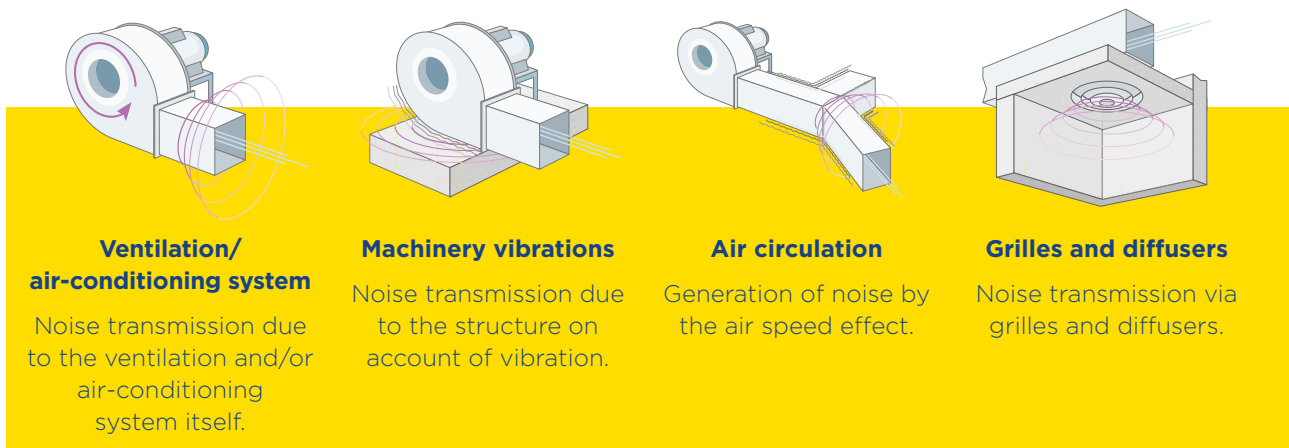 Ventilation/
air-conditioning system
Noise transmission due
to the ventilation and/or
air-conditioning
system itself.
Machinery vibrations
Noise transmission due
to the structure on
account of vibration.
Air circulation
Generation of noise by
the air speed effect.
Grilles and diffusers
Noise transmission via
grilles and diffusers.